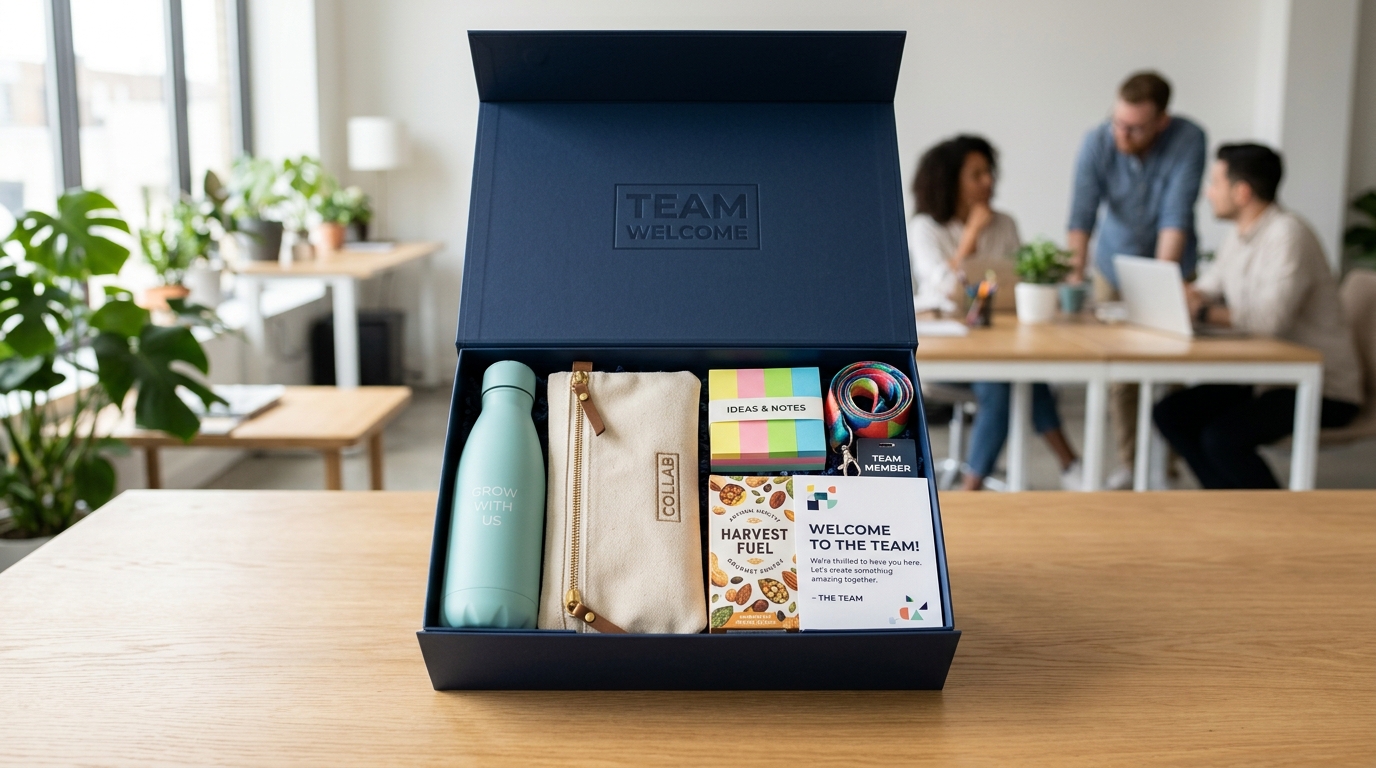 TEAM
WELCOME
GROW
WITH
US
COLLAB
IDEAS & NOTES
TEAM
MEMBER
HARVEST
FUEL
WELCOME
TO THE TEAM!
We're thrilled to have you here.
Let's create something
amazing together.
– THE TEAM